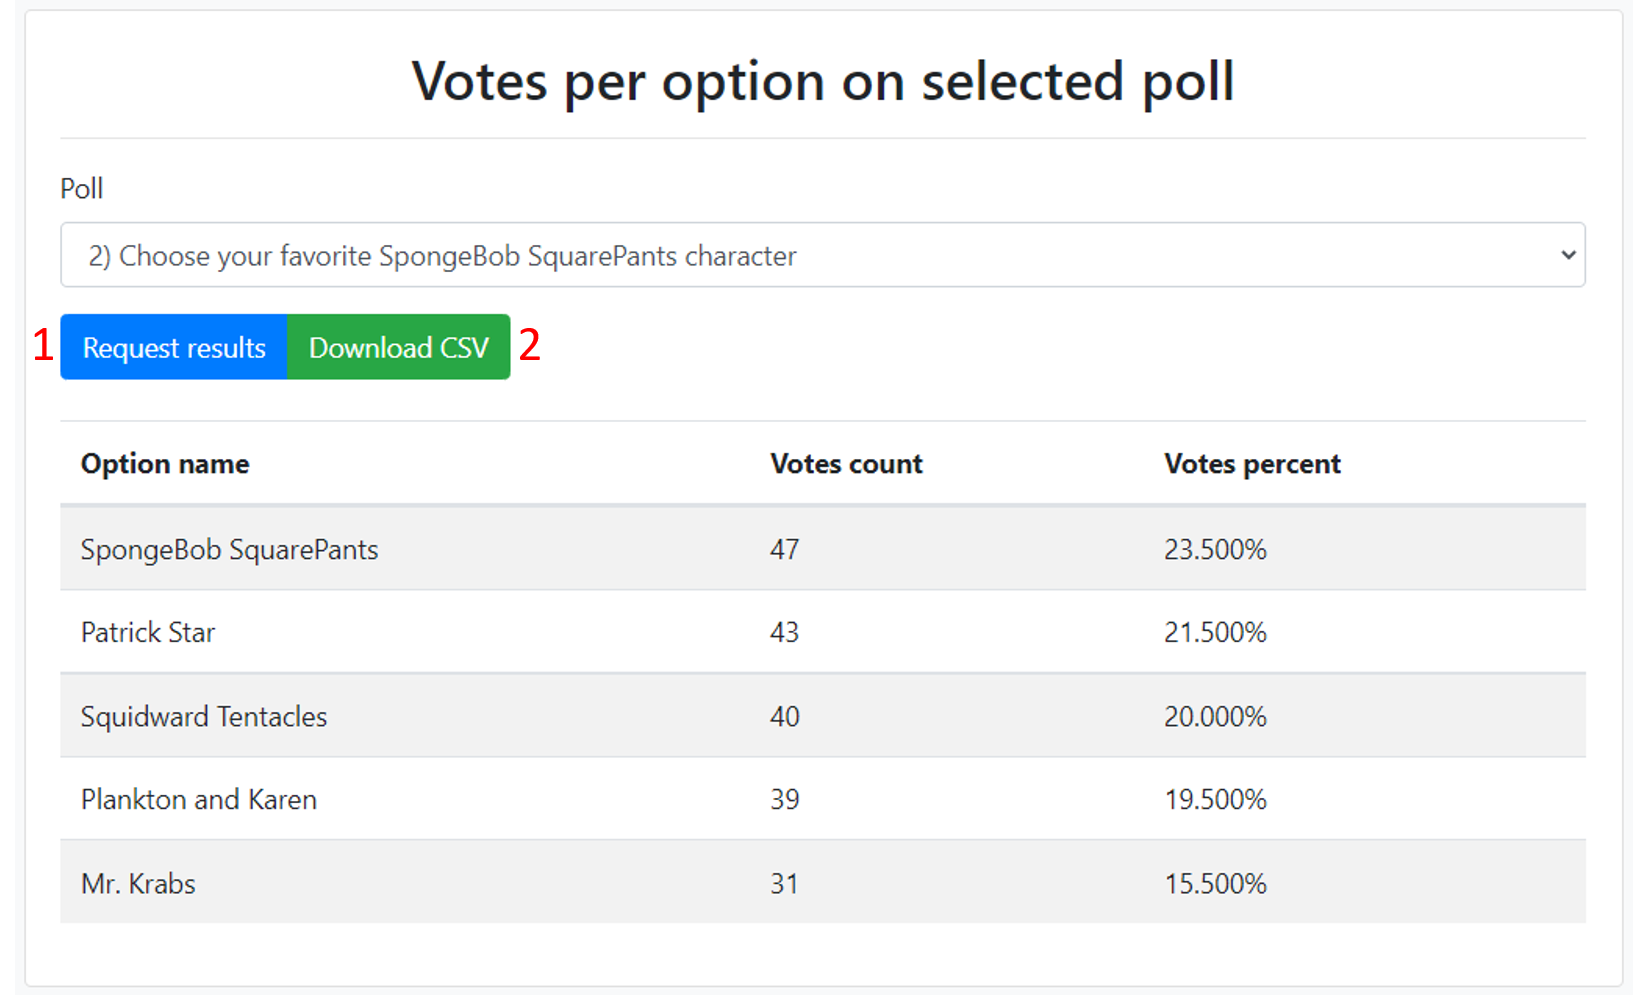 Votes per option on selected poll
Poll
2) Choose your favorite SpongeBob SquarePants character
1 Request results Download CSV 2
Option name Votes count Votes percent
SpongeBob SquarePants 47 23.500%
Patrick Star 43 21.500%
Squidward Tentacles 40 20.000%
Plankton and Karen 39 19.500%
Mr. Krabs 31 15.500%